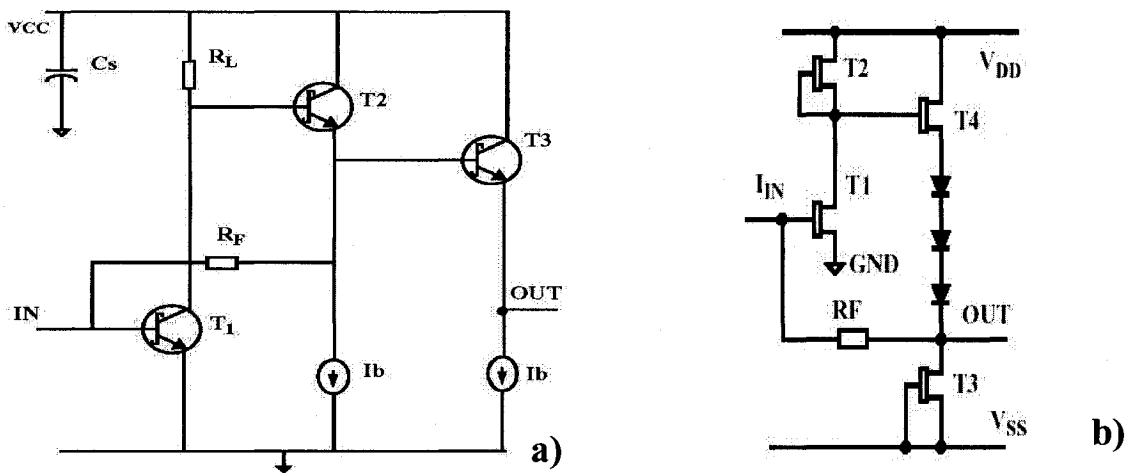 VCC
Cs
RL
T2
T3
RF
IN
T1
OUT
Ib
Ib
a)
T2
VDD
T4
IIN
T1
GND
RF
OUT
T3
VSS
b)